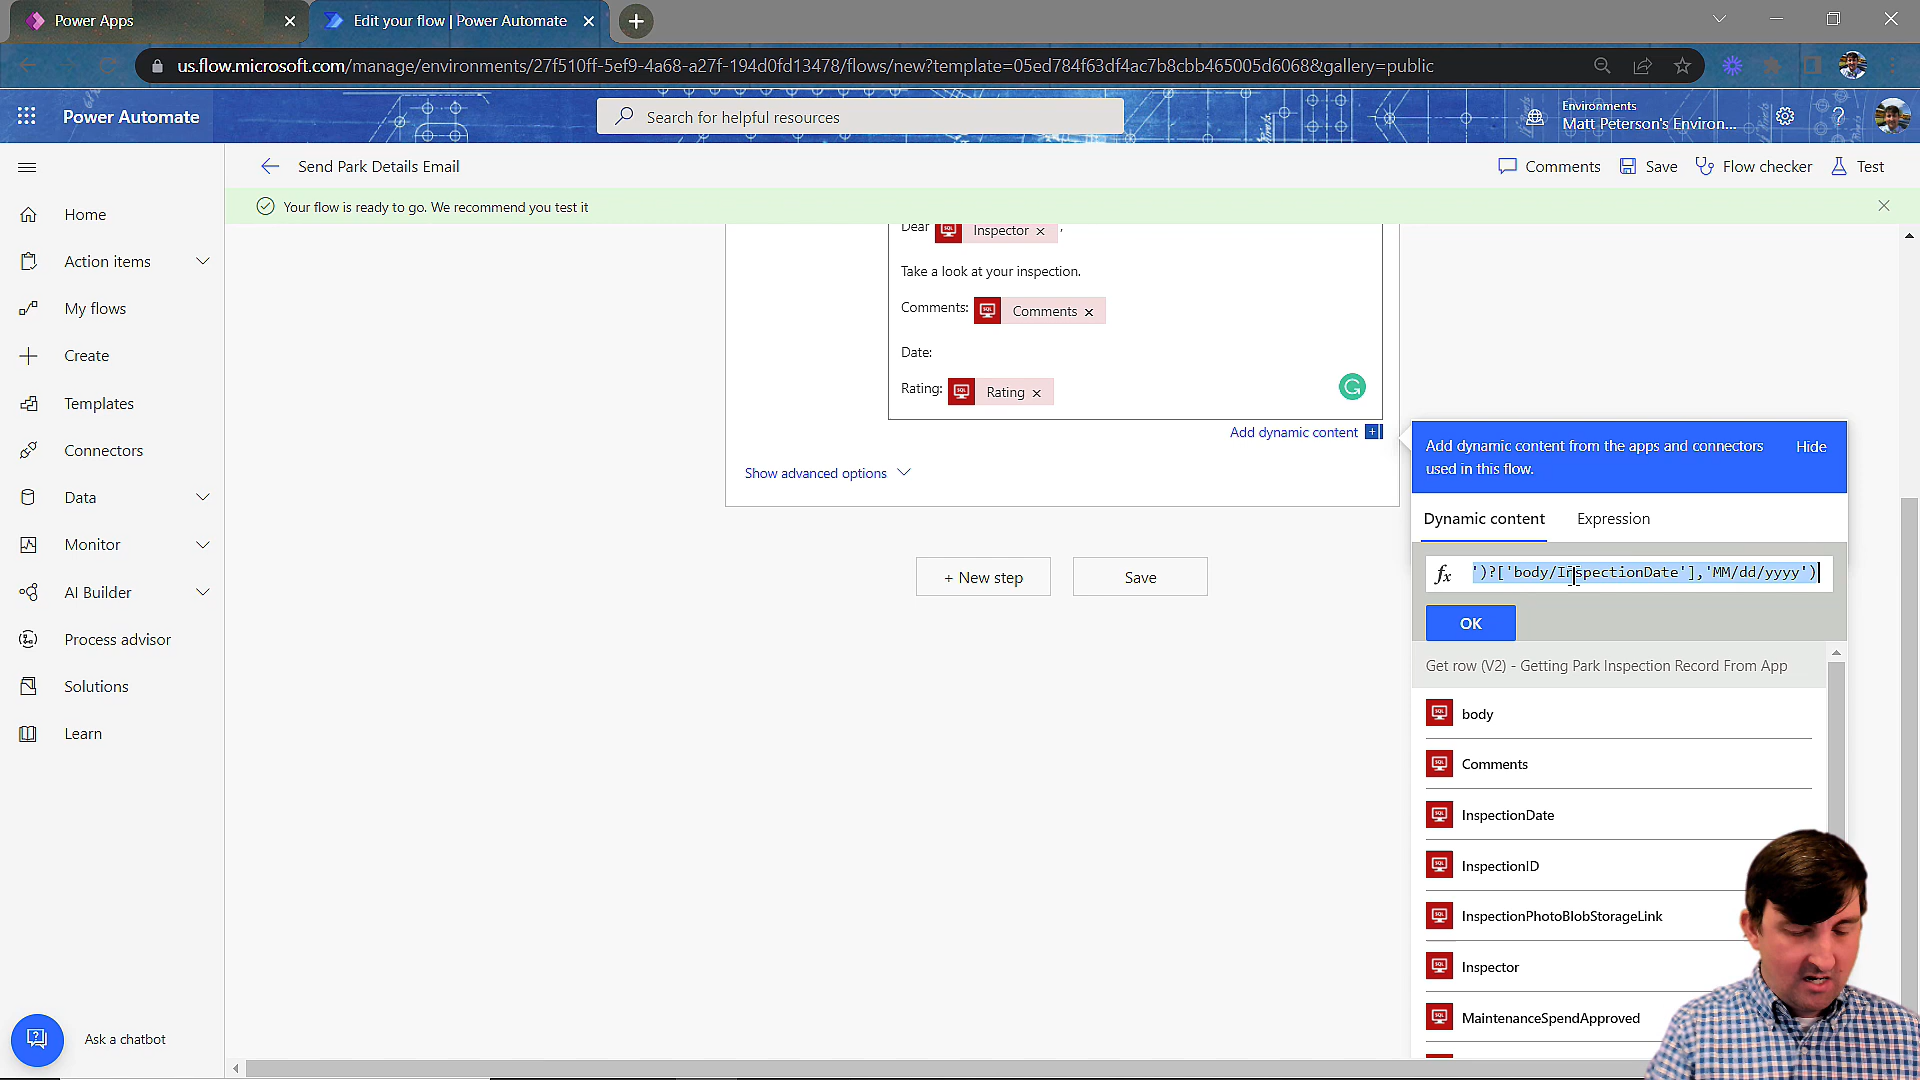 Power Apps
Edit your flow | Power Automate
us.flow.microsoft.com/manage/environments/27f510ff-5ef9-4a68-a27f-194d0fd13478/flows/new?template=05ed784f63df4ac7b8cbb465005d6068&gallery=public
Power Automate
Search for helpful resources
Environments
Matt Peterson's Environ...
Send Park Details Email
Comments
Save
Flow checker
Test
Your flow is ready to go. We recommend you test it
Home
Action items
My flows
Create
Templates
Connectors
Data
Monitor
AI Builder
Process advisor
Solutions
Learn
Ask a chatbot
Dear Inspector ,
Take a look at your inspection.
Comments: Comments
Date:
Rating: Rating
Add dynamic content
Show advanced options
+ New step
Save
Add dynamic content from the apps and connectors
used in this flow.
Hide
Dynamic content
Expression
fx ')?['body/InspectionDate'],'MM/dd/yyyy')
OK
Get row (V2) - Getting Park Inspection Record From App
body
Comments
InspectionDate
InspectionID
InspectionPhotoBlobStorageLink
Inspector
MaintenanceSpendApproved